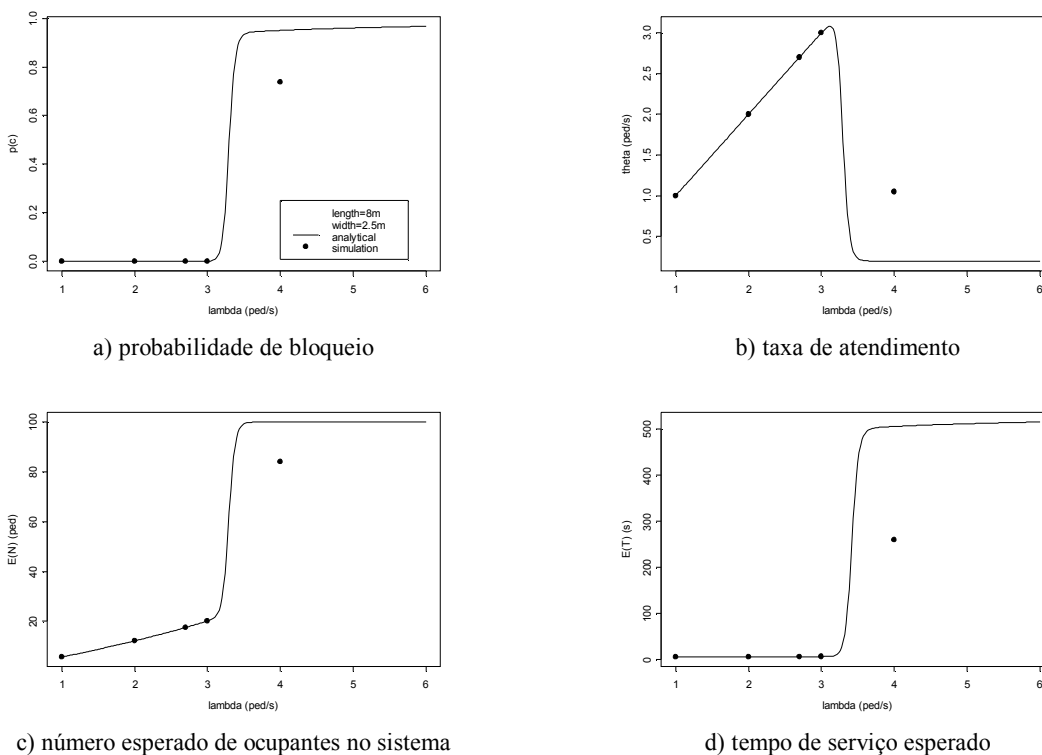 1.0
0.8
0.6
0.4
0.2
0.0
p(c)
length=8m
width=2.5m
analytical
simulation
1 2 3 4 5 6
lambda (ped/s)
a) probabilidade de bloqueio
3.0
2.5
2.0
1.5
1.0
0.5
theta (ped/s)
1 2 3 4 5 6
lambda (ped/s)
b) taxa de atendimento
100
80
60
40
20
E(N) (ped)
1 2 3 4 5 6
lambda (ped/s)
c) número esperado de ocupantes no sistema
500
400
300
200
100
0
E(T) (s)
1 2 3 4 5 6
lambda (ped/s)
d) tempo de serviço esperado